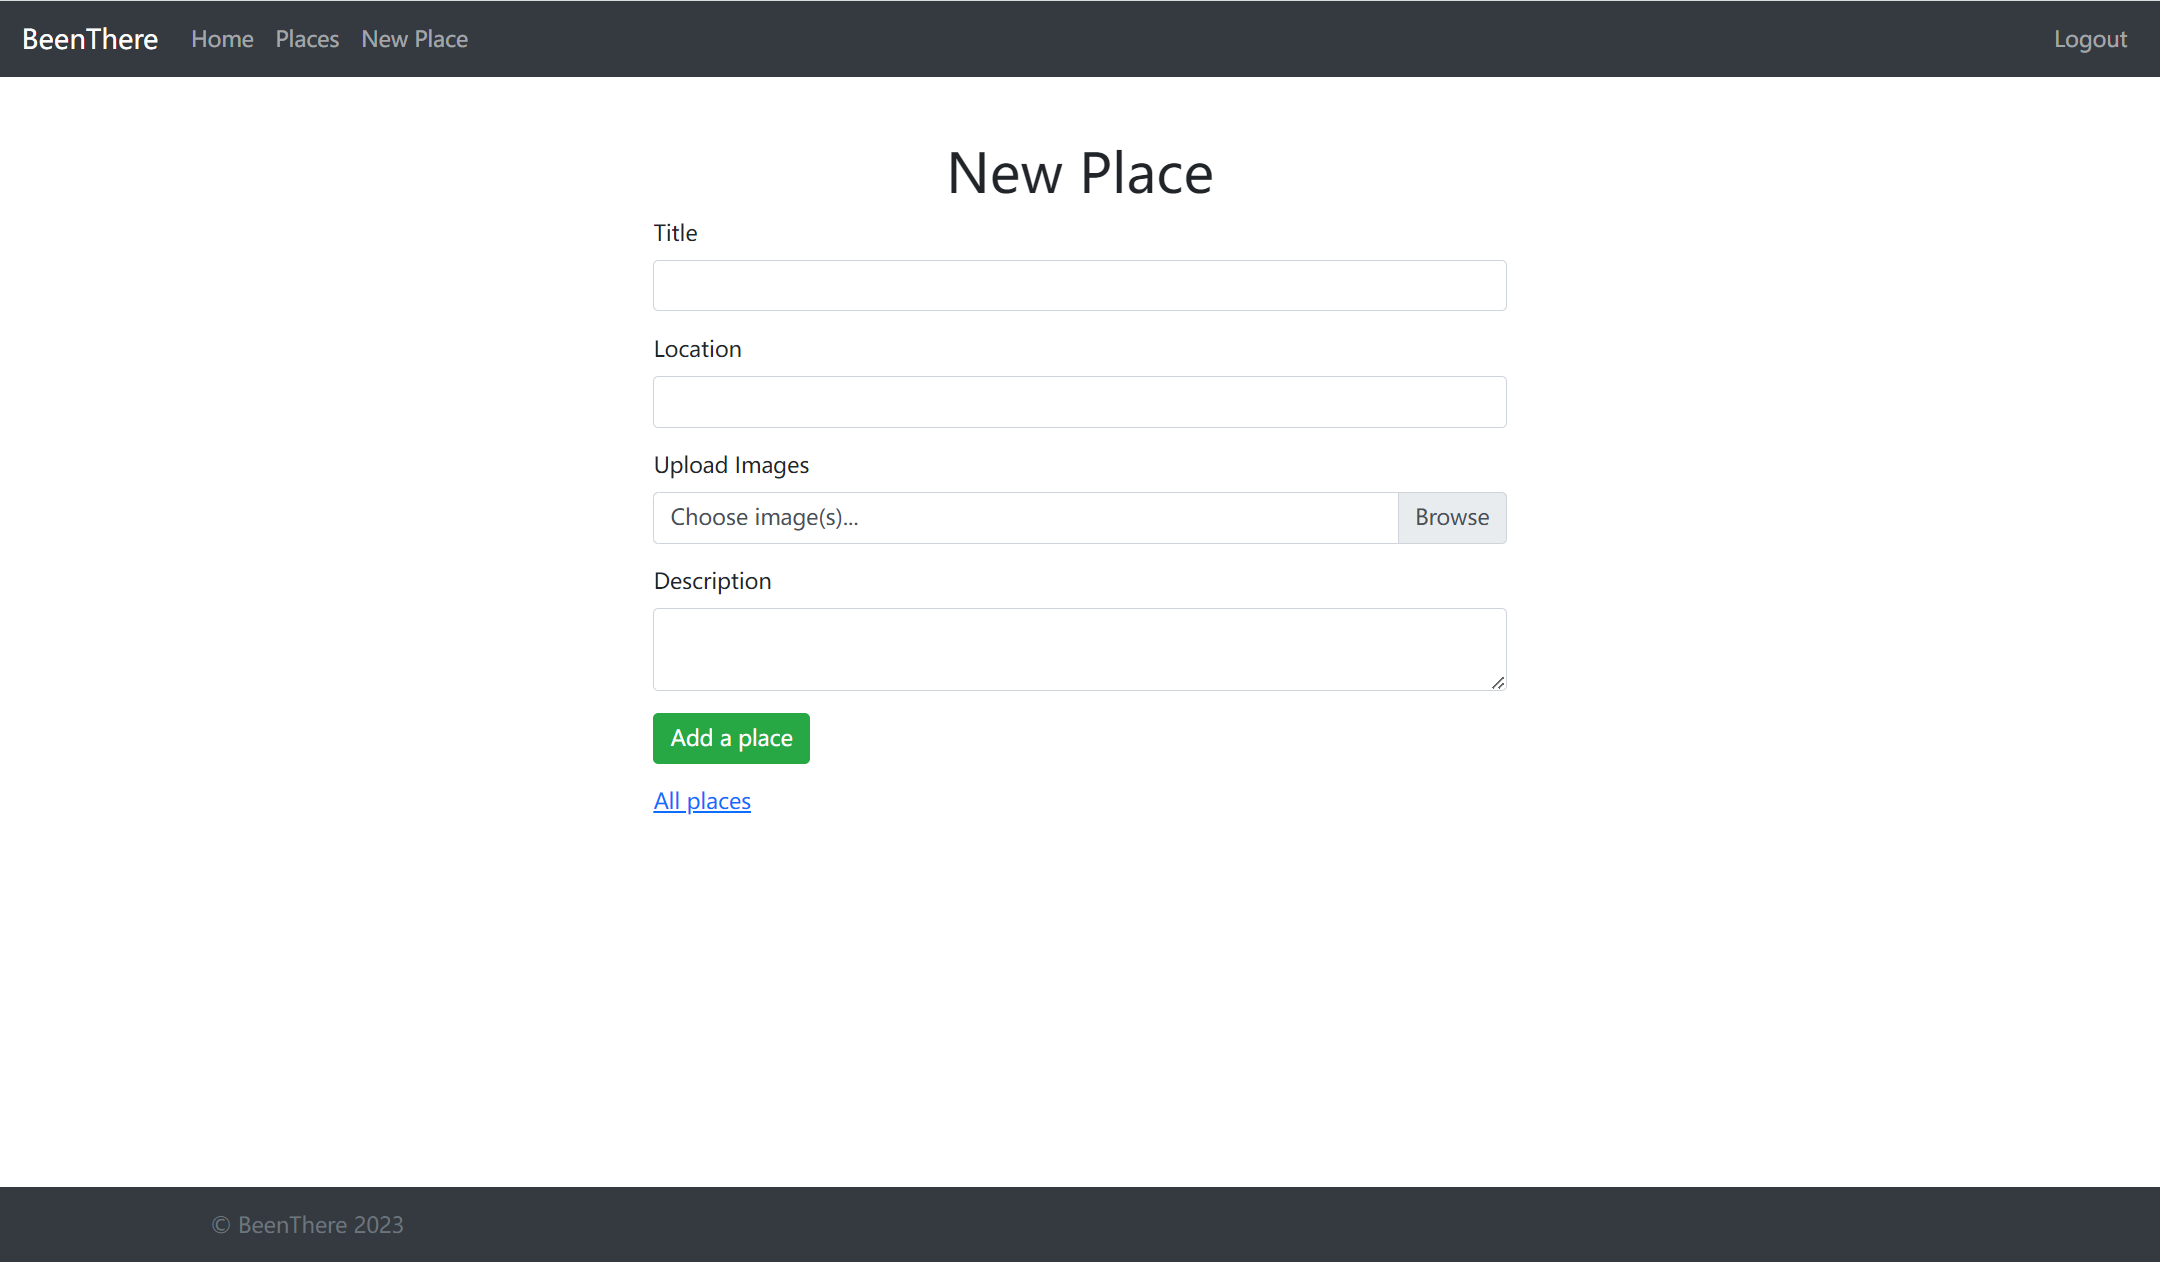 BeenThere Home Places New Place Logout
New Place
Title
Location
Upload Images
Choose image(s)... Browse
Description
Add a place
All places
© BeenThere 2023